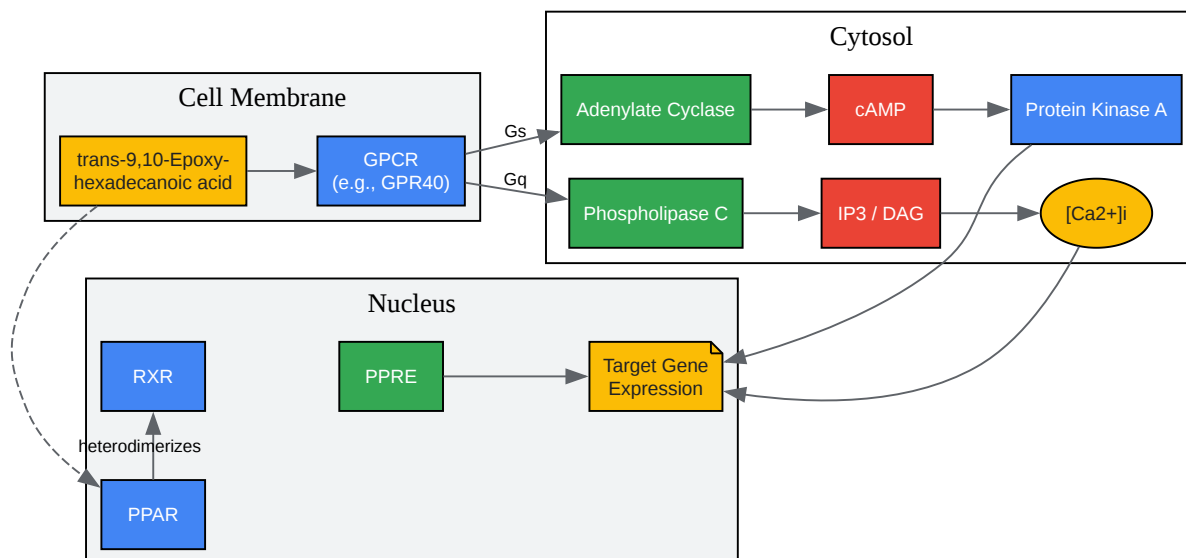 Cytosol
Cell Membrane
Adenylate Cyclase
cAMP
Protein Kinase A
Gs
trans-9,10-Epoxy-
hexadecanoic acid
GPCR
(e.g., GPR40)
Gq
Phospholipase C
IP3 / DAG
[Ca2+]i
Nucleus
RXR
PPRE
Target Gene
Expression
heterodimerizes
PPAR